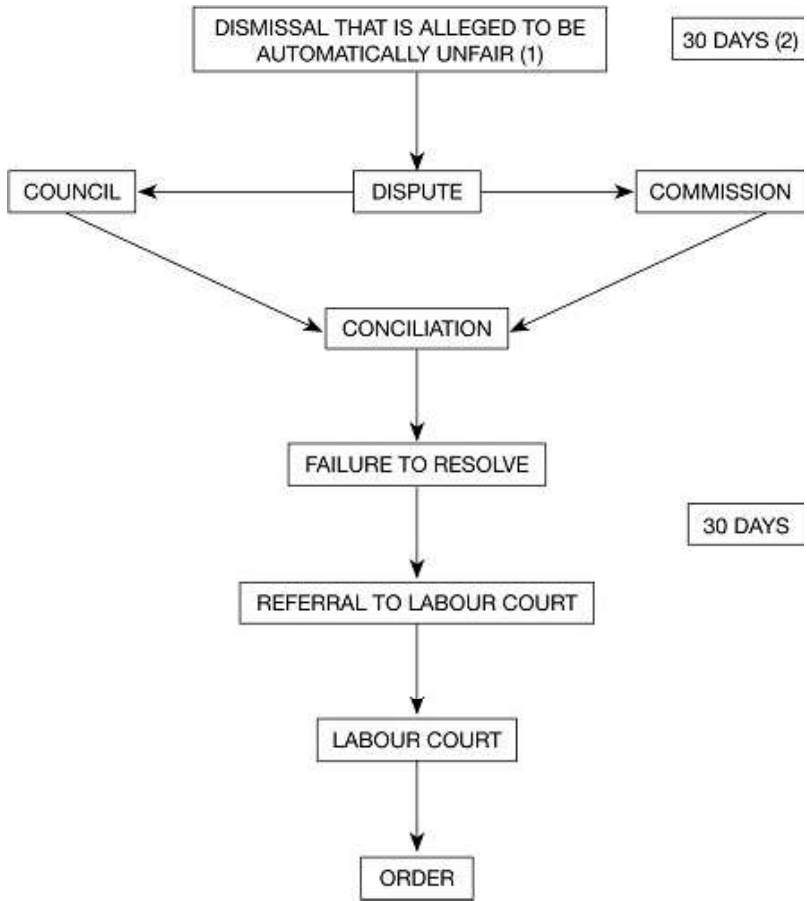 DISMISSAL THAT IS ALLEGED TO BE
AUTOMATICALLY UNFAIR (1)
30 DAYS (2)
COUNCIL
DISPUTE
COMMISSION
CONCILIATION
FAILURE TO RESOLVE
30 DAYS
REFERRAL TO LABOUR COURT
LABOUR COURT
ORDER